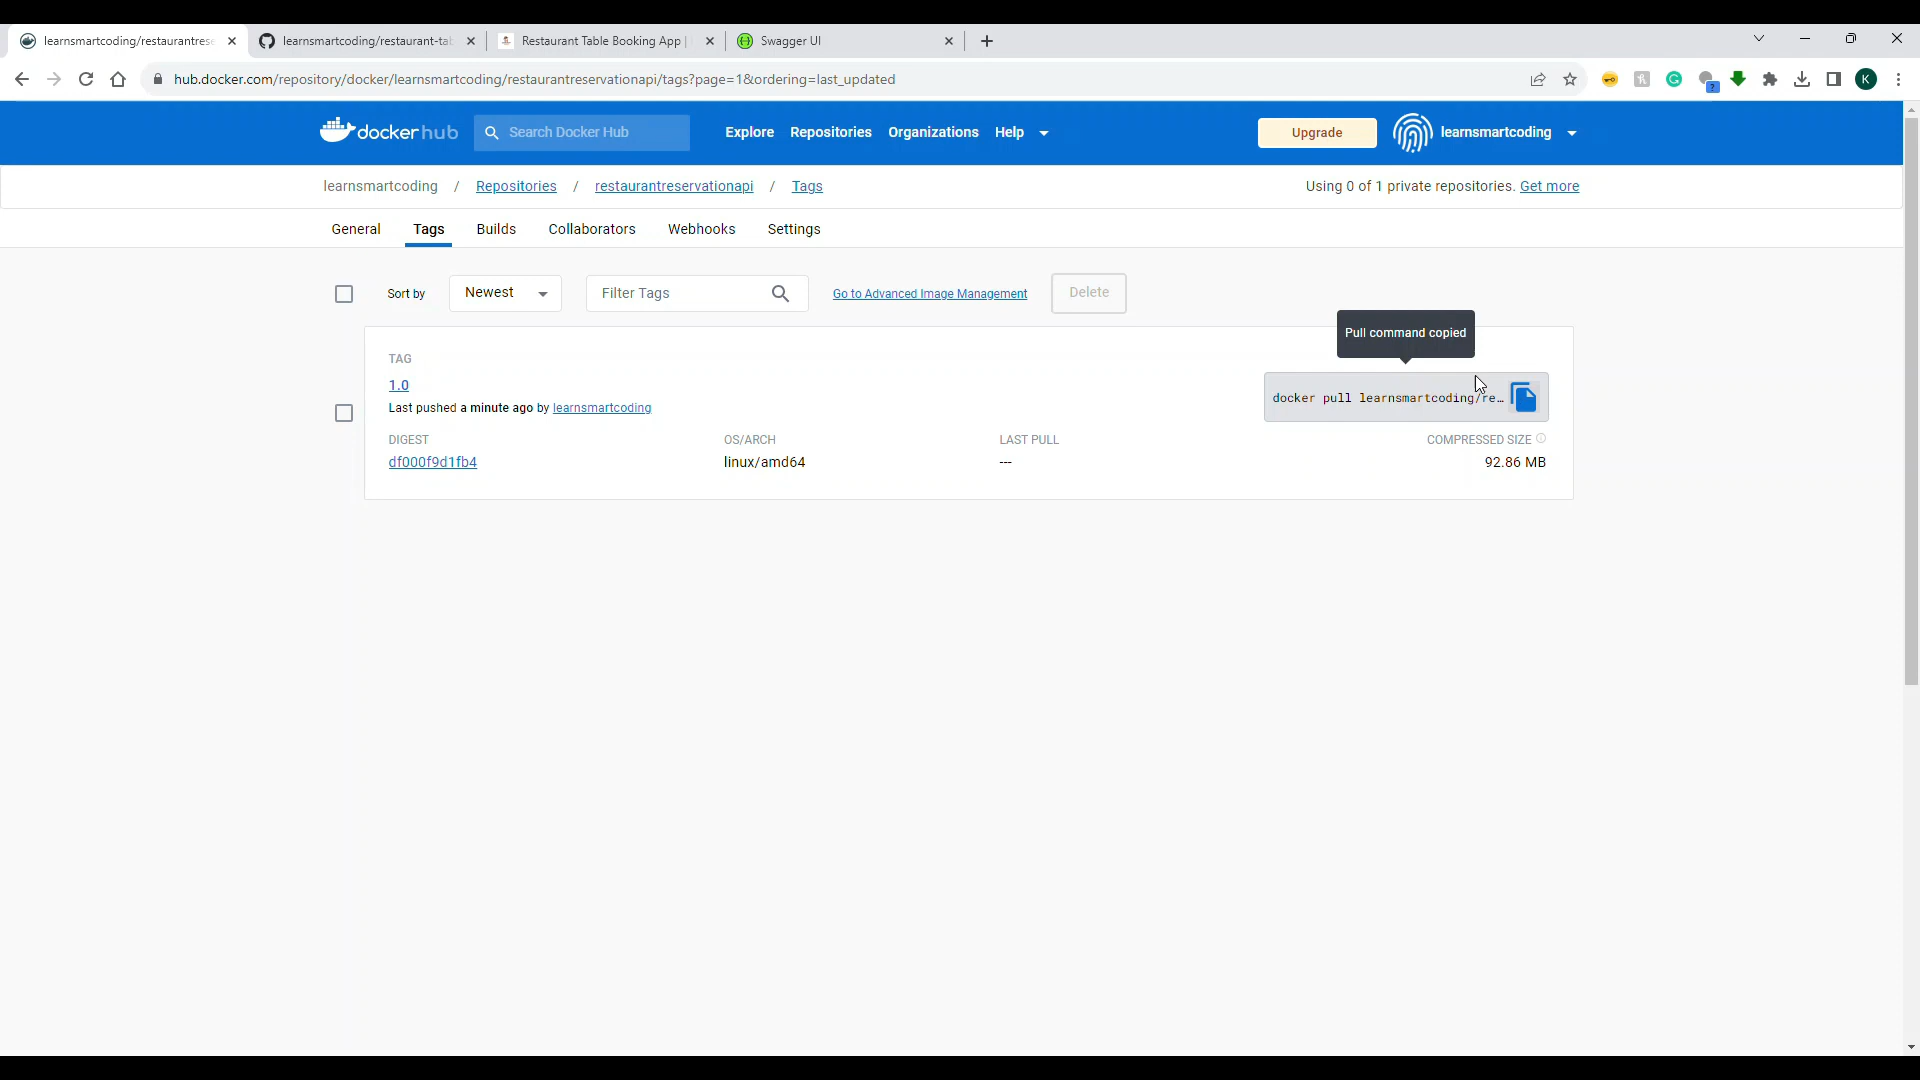 learnsmartcoding/restaurantrese
learnsmartcoding/restaurant-tab
Restaurant Table Booking App |
Swagger UI
hub.docker.com/repository/docker/learnsmartcoding/restaurantreservationapi/tags?page=1&ordering=last_updated
?
K
dockerhub
Search Docker Hub
Explore
Repositories
Organizations
Help
Upgrade
learnsmartcoding
learnsmartcoding / Repositories / restaurantreservationapi / Tags
Using 0 of 1 private repositories. Get more
General
Tags
Builds
Collaborators
Webhooks
Settings
Sort by
Newest
Filter Tags
Go to Advanced Image Management
Delete
Pull command copied
TAG
1.0
Last pushed a minute ago by learnsmartcoding
docker pull learnsmartcoding/re…
DIGEST
OS/ARCH
LAST PULL
COMPRESSED SIZE
df000f9d1fb4
linux/amd64
---
92.86 MB